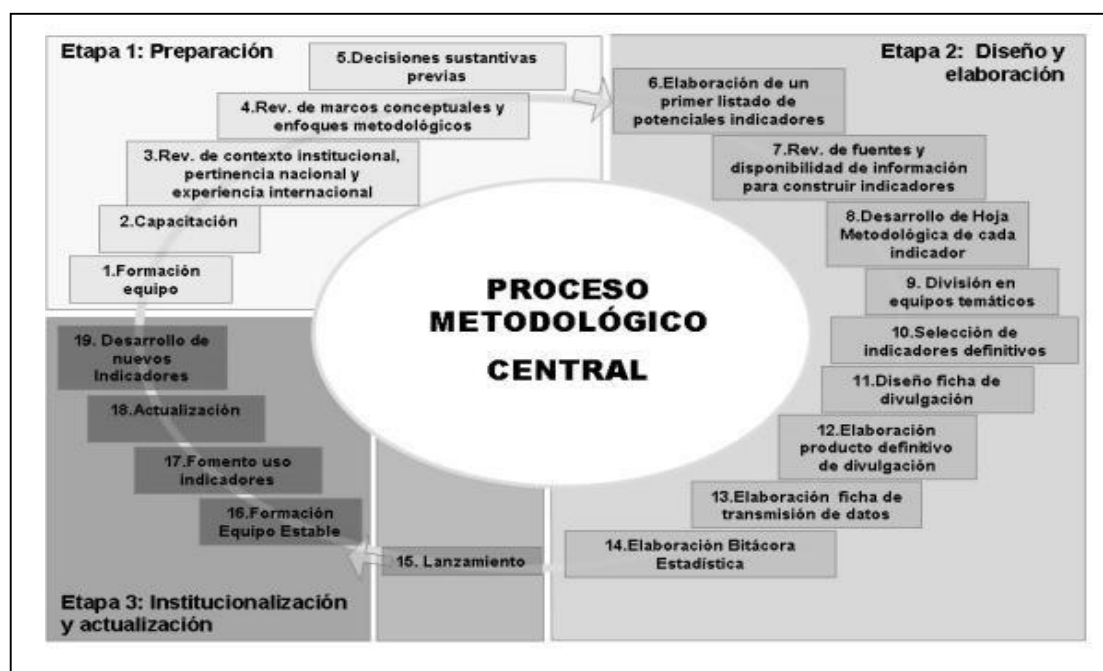 Etapa 1: Preparación
5.Decisiones sustantivas
previas
4.Rev. de marcos conceptuales y
enfoques metodológicos
3.Rev. de contexto institucional,
pertinencia nacional y
experiencia internacional
2.Capacitación
1.Formación
equipo
Etapa 2: Diseño y
elaboración
6.Elaboración de un
primer listado de
potenciales indicadores
7.Rev. de fuentes y
disponibilidad de información
para construir indicadores
8.Desarrollo de Hoja
Metodológica de cada
indicador
9. División en
equipos temáticos
10.Selección de
indicadores definitivos
11.Diseño ficha de
divulgación
12.Elaboración
producto definitivo
de divulgación
13.Elaboración ficha de
transmisión de datos
14.Elaboración Bitácora
Estadística
PROCESO
METODOLÓGICO
CENTRAL
15. Lanzamiento
16.Formación
Equipo Estable
17.Fomento uso
indicadores
18.Actualización
19. Desarrollo de
nuevos
Indicadores
Etapa 3: Institucionalización
y actualización